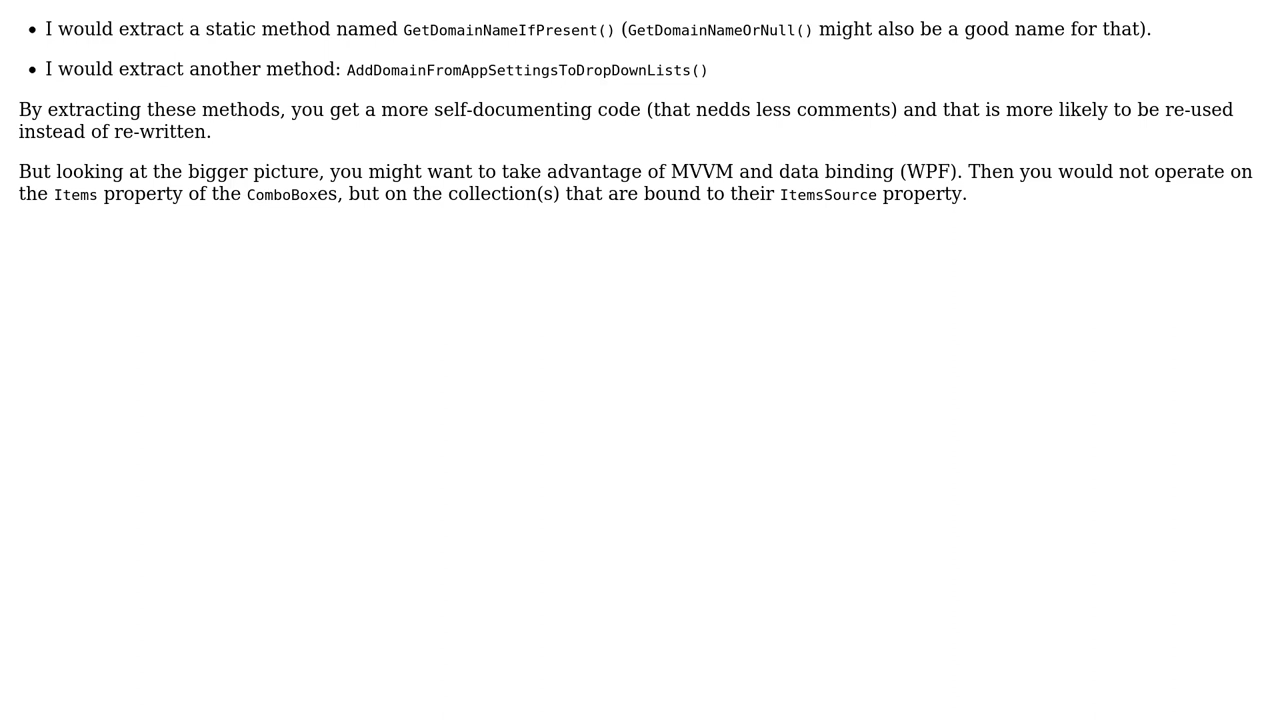 • I would extract a static method named GetDomainNameIfPresent() (GetDomainNameOrNull() might also be a good name for that).
• I would extract another method: AddDomainFromAppSettingsToDropDownLists()
By extracting these methods, you get a more self-documenting code (that nedds less comments) and that is more likely to be re-used
instead of re-written.
But looking at the bigger picture, you might want to take advantage of MVVM and data binding (WPF). Then you would not operate on
the Items property of the ComboBoxes, but on the collection(s) that are bound to their ItemsSource property.